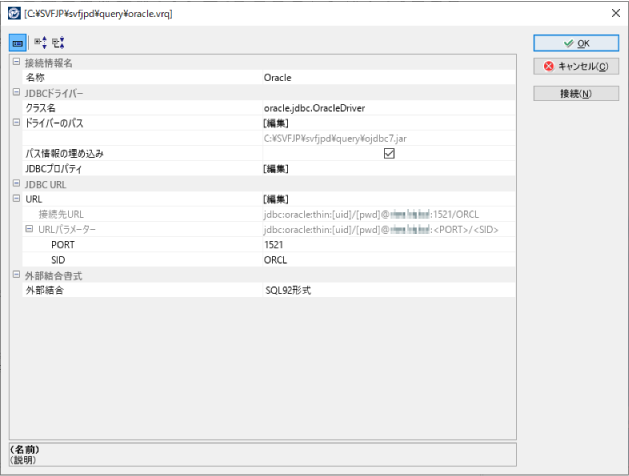 [C:¥SVFJP¥svfjpd¥query¥oracle.vrq]
OK
キャンセル(C)
接続(N)
接続情報名
名称 Oracle
JDBCドライバー
クラス名 oracle.jdbc.OracleDriver
ドライバーのパス [編集]
C:¥SVFJP¥svfjpd¥query¥ojdbc7.jar
パス情報の埋め込み
JDBCプロパティ [編集]
JDBC URL
URL [編集]
接続先URL jdbc:oracle:thin:[uid]/[pwd]@ :1521/ORCL
URLパラメーター jdbc:oracle:thin:[uid]/[pwd]@ :<PORT>/<SID>
PORT 1521
SID ORCL
外部結合書式
外部結合 SQL92形式
(名前)
(説明)